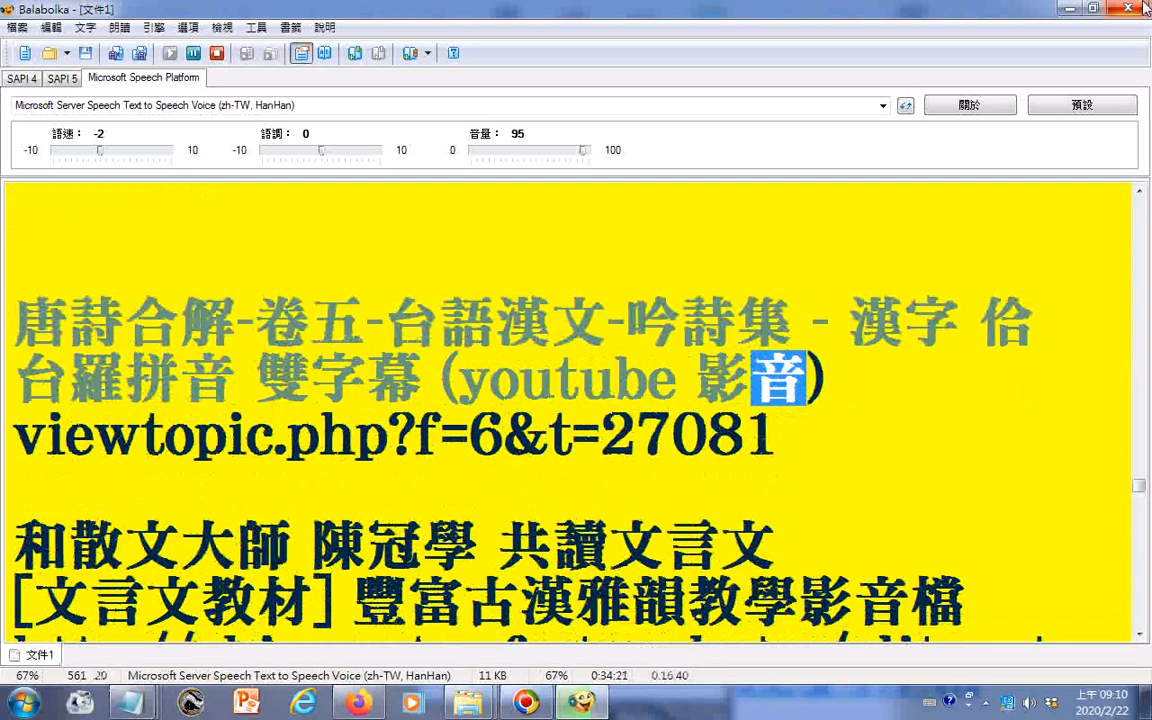 Balabolka - [文件1]
檔案 編輯 文字 朗讀 引擎 選項 檢視 工具 書籤 說明
SAPI 4 SAPI 5 Microsoft Speech Platform
Microsoft Server Speech Text to Speech Voice (zh-TW, HanHan) 關於 預設
語速： -2 語調： 0 音量： 95
-10 10 -10 10 0 100
唐詩合解-卷五-台語漢文-吟詩集 - 漢字 佮
台羅拼音 雙字幕 (youtube 影音)
viewtopic.php?f=6&t=27081
和散文大師 陳冠學 共讀文言文
[文言文教材] 豐富古漢雅韻教學影音檔
文件1
67% 561 .20 Microsoft Server Speech Text to Speech Voice (zh-TW, HanHan) 11 KB 67% 0:34:21 0.16.40
上午 09:10
2020/2/22